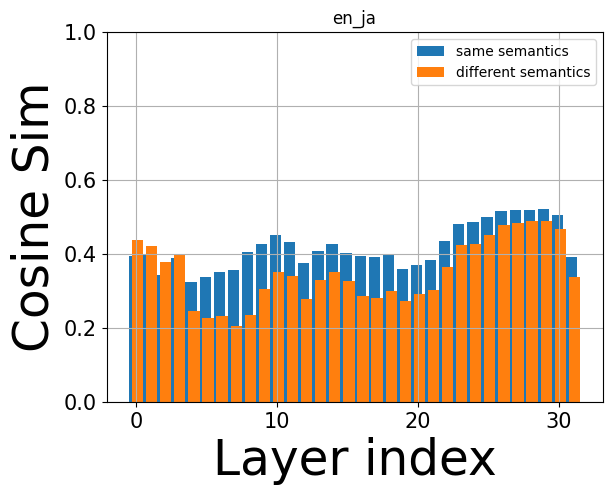 en_ja
same semantics
different semantics
Cosine Sim
1.0
0.8
0.6
0.4
0.2
0.0
0 10 20 30
Layer index